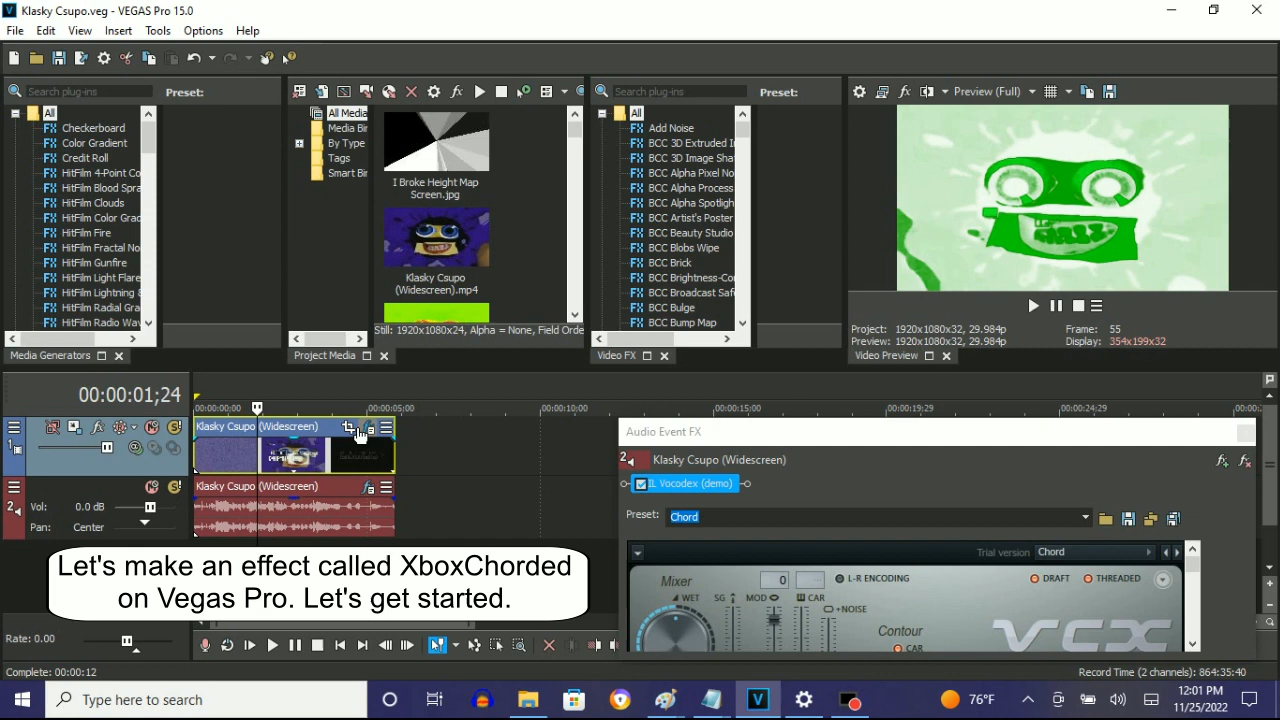 Klasky Csupo.veg - VEGAS Pro 15.0
File Edit View Insert Tools Options Help
Search plug-ins
Preset:
All
Checkerboard
Color Gradient
Credit Roll
HitFilm 4-Point Co
HitFilm Blood Spra
HitFilm Clouds
HitFilm Color Grac
HitFilm Fire
HitFilm Fractal No
HitFilm Gunfire
HitFilm Light Flare
HitFilm Lightning &
HitFilm Radial Gra
HitFilm Radio Wav
Media Generators
All Media
Media Bir
By Type
Tags
Smart Bir
I Broke Height Map
Screen.jpg
Klasky Csupo
(Widescreen).mp4
Still: 1920x1080x24, Alpha = None, Field Orde
Project Media
Search plug-ins
Preset:
All
Add Noise
BCC 3D Extruded I
BCC 3D Image Sha
BCC Alpha Pixel No
BCC Alpha Process
BCC Alpha Spotligh
BCC Artist's Poster
BCC Beauty Studio
BCC Blobs Wipe
BCC Brick
BCC Brightness-Cor
BCC Broadcast Safe
BCC Bulge
BCC Bump Map
Video FX
Preview (Full)
Project: 1920x1080x32, 29.984p
Preview: 1920x1080x32, 29.984p
Frame: 55
Display: 354x199x32
Video Preview
00:00:01;24
00:00:00;00 00:00:05;00 00:00:10;00 00:00:15;00 00:00:19;29 00:00:24;29 00:00:2
1
Klasky Csupo (Widescreen)
M S
2
Klasky Csupo (Widescreen)
M S
Vol: 0.0 dB
Pan: Center
Audio Event FX
2 Klasky Csupo (Widescreen)
IL Vocodex (demo)
Preset: Chord
Trial version Chord
Mixer 0 L-R ENCODING DRAFT THREADED
WET SG MOD CAR
+NOISE
Contour
CAR
VCX
Let's make an effect called XboxChorded
on Vegas Pro. Let's get started.
Rate: 0.00
Complete: 00:00:12
Record Time (2 channels): 864:35:40
Type here to search
76°F
12:01 PM
11/25/2022